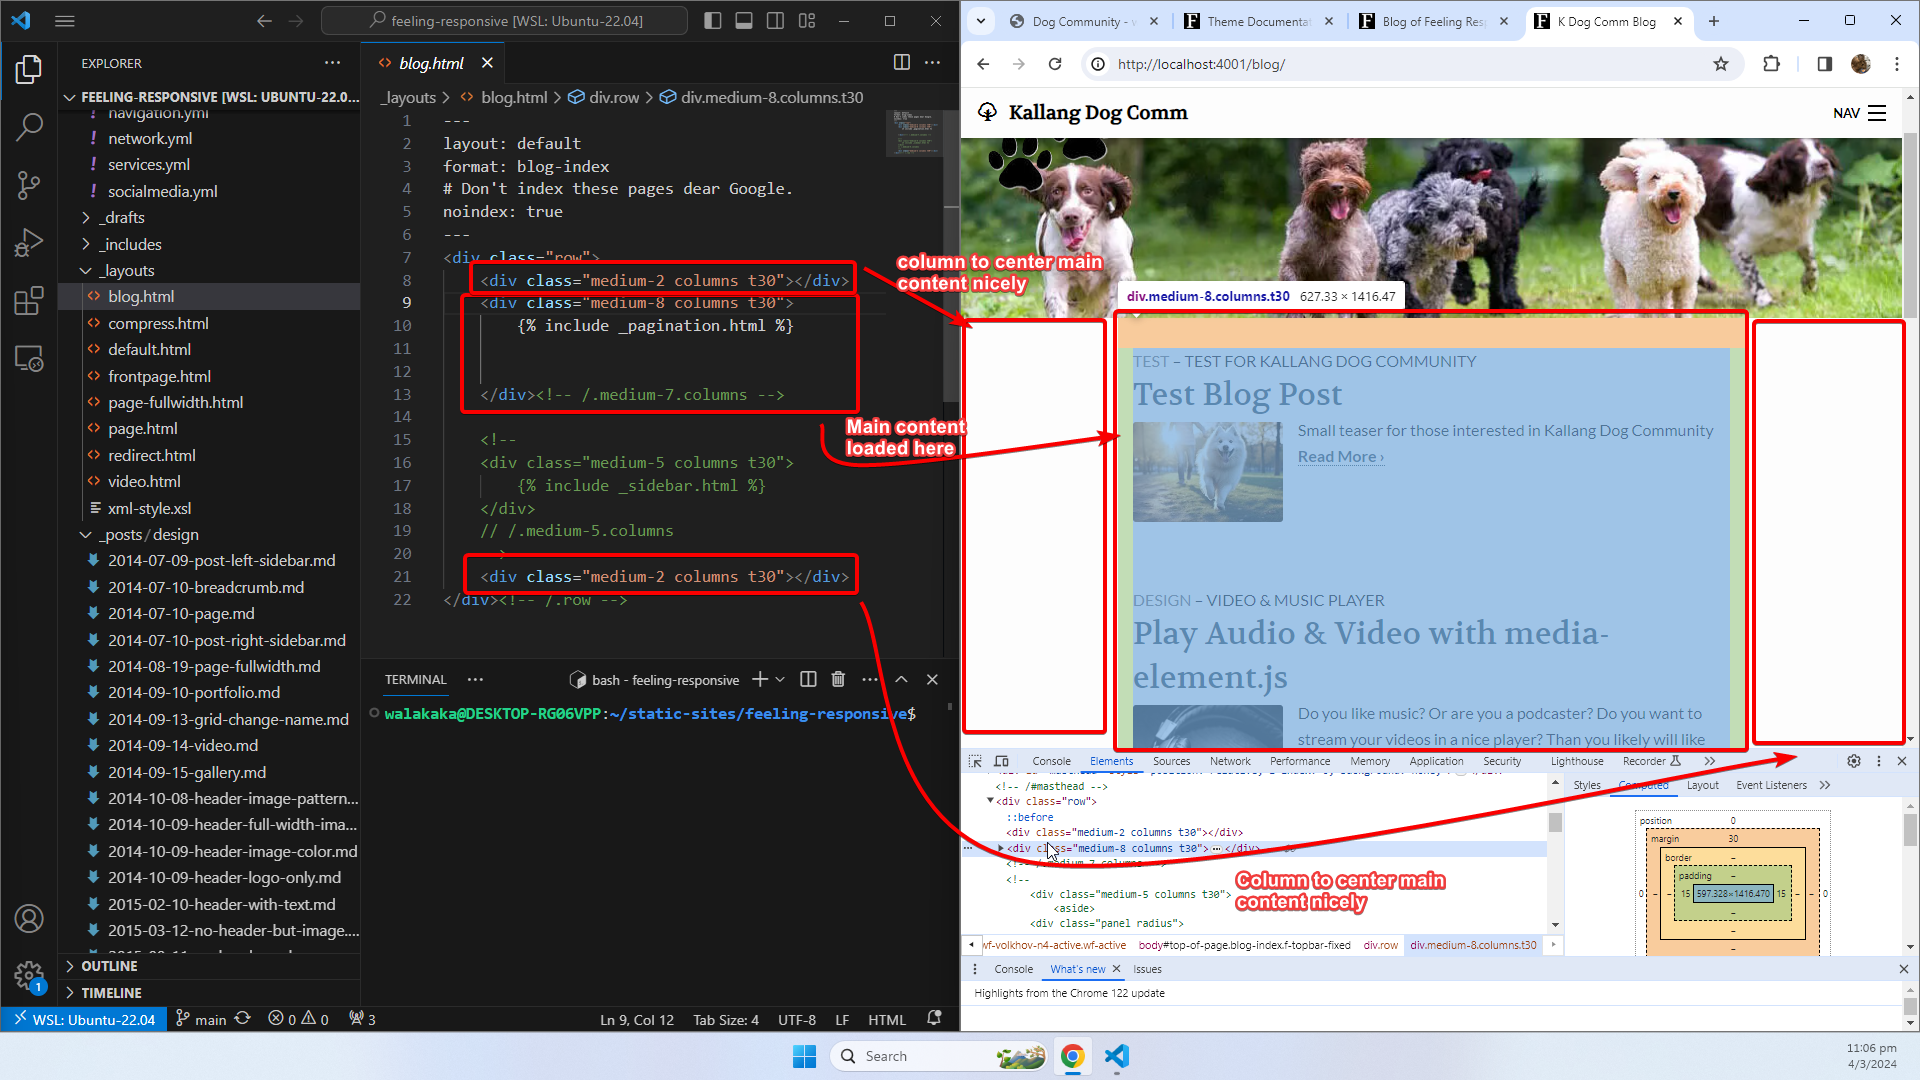 feeling-responsive [WSL: Ubuntu-22.04]
EXPLORER
FEELING-RESPONSIVE [WSL: UBUNTU-22.0...
! navigation.yml
! network.yml
! services.yml
! socialmedia.yml
_drafts
_includes
_layouts
blog.html
compress.html
default.html
frontpage.html
page-fullwidth.html
page.html
redirect.html
video.html
xml-style.xsl
_posts / design
2014-07-09-post-left-sidebar.md
2014-07-10-breadcrumb.md
2014-07-10-page.md
2014-07-10-post-right-sidebar.md
2014-08-19-page-fullwidth.md
2014-09-10-portfolio.md
2014-09-13-grid-change-name.md
2014-09-14-video.md
2014-09-15-gallery.md
2014-10-08-header-image-pattern...
2014-10-09-header-full-width-ima...
2014-10-09-header-image-color.md
2014-10-09-header-logo-only.md
2015-02-10-header-with-text.md
2015-03-12-no-header-but-image....
OUTLINE
TIMELINE
1
WSL: Ubuntu-22.04
main
0
0
3
Ln 9, Col 12
Tab Size: 4
UTF-8
LF
HTML
blog.html
_layouts > blog.html > div.row > div.medium-8.columns.t30
1 ---
2 layout: default
3 format: blog-index
4 # Don't index these pages dear Google.
5 noindex: true
6 ---
7 <div class="row">
8 <div class="medium-2 columns t30"></div>
9 <div class="medium-8 columns t30">
10 {% include _pagination.html %}
11
12
13 </div><!-- /.medium-7.columns -->
14
15 <!--
16 <div class="medium-5 columns t30">
17 {% include _sidebar.html %}
18 </div>
19 // /.medium-5.columns
20
21 <div class="medium-2 columns t30"></div>
22 </div><!-- /.row -->
column to center main
content nicely
Main content
loaded here
TERMINAL
bash - feeling-responsive
walakaka@DESKTOP-RG06VPP:~/static-sites/feeling-responsive$
Dog Community - w
Theme Documentat
Blog of Feeling Resp
K Dog Comm Blog
http://localhost:4001/blog/
Kallang Dog Comm
NAV
div.medium-8.columns.t30 627.33 × 1416.47
TEST – TEST FOR KALLANG DOG COMMUNITY
Test Blog Post
Small teaser for those interested in Kallang Dog Community
Read More ›
DESIGN – VIDEO & MUSIC PLAYER
Play Audio & Video with media-
element.js
Do you like music? Or are you a podcaster? Do you want to
stream your videos in a nice player? Than you likely will like
Console
Elements
Sources
Network
Performance
Memory
Application
Security
Lighthouse
Recorder
<!-- /#masthead -->
<div class="row">
::before
<div class="medium-2 columns t30"></div>
<div class="medium-8 columns t30"> ... </div>
<!--
<div class="medium-5 columns t30">
<aside>
<div class="panel radius">
Column to center main
content nicely
wf-volkhov-n4-active.wf-active
body#top-of-page.blog-index.f-topbar-fixed
div.row
div.medium-8.columns.t30
Styles
Computed
Layout
Event Listeners
position 0
margin 30
border –
padding –
0 – – 15 597.328×1416.470 15 – – 0
–
–
–
Console
What's new
Issues
Highlights from the Chrome 122 update
Search
11:06 pm
4/3/2024